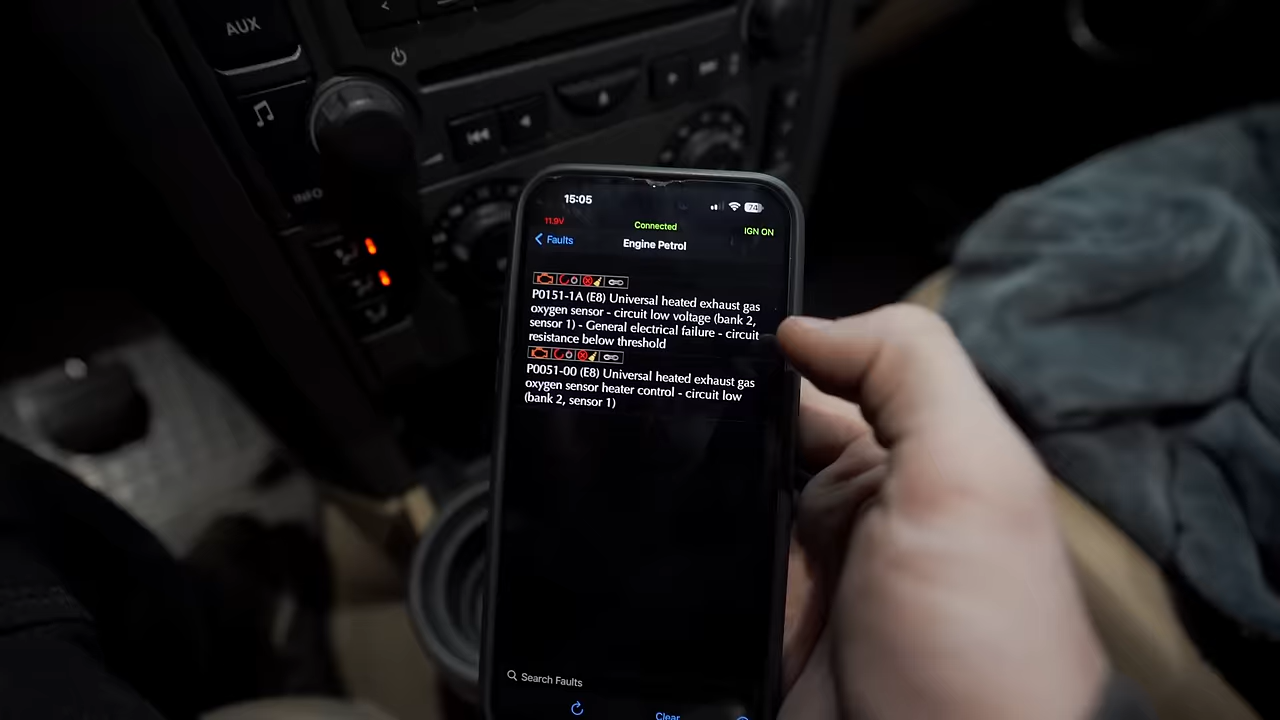 AUX
INFO
15:05
74
11.9V
Connected
IGN ON
Faults
Engine Petrol
P0151-1A (E8) Universal heated exhaust gas
oxygen sensor - circuit low voltage (bank 2,
sensor 1) - General electrical failure - circuit
resistance below threshold
P0051-00 (E8) Universal heated exhaust gas
oxygen sensor heater control - circuit low
(bank 2, sensor 1)
Search Faults
Clear